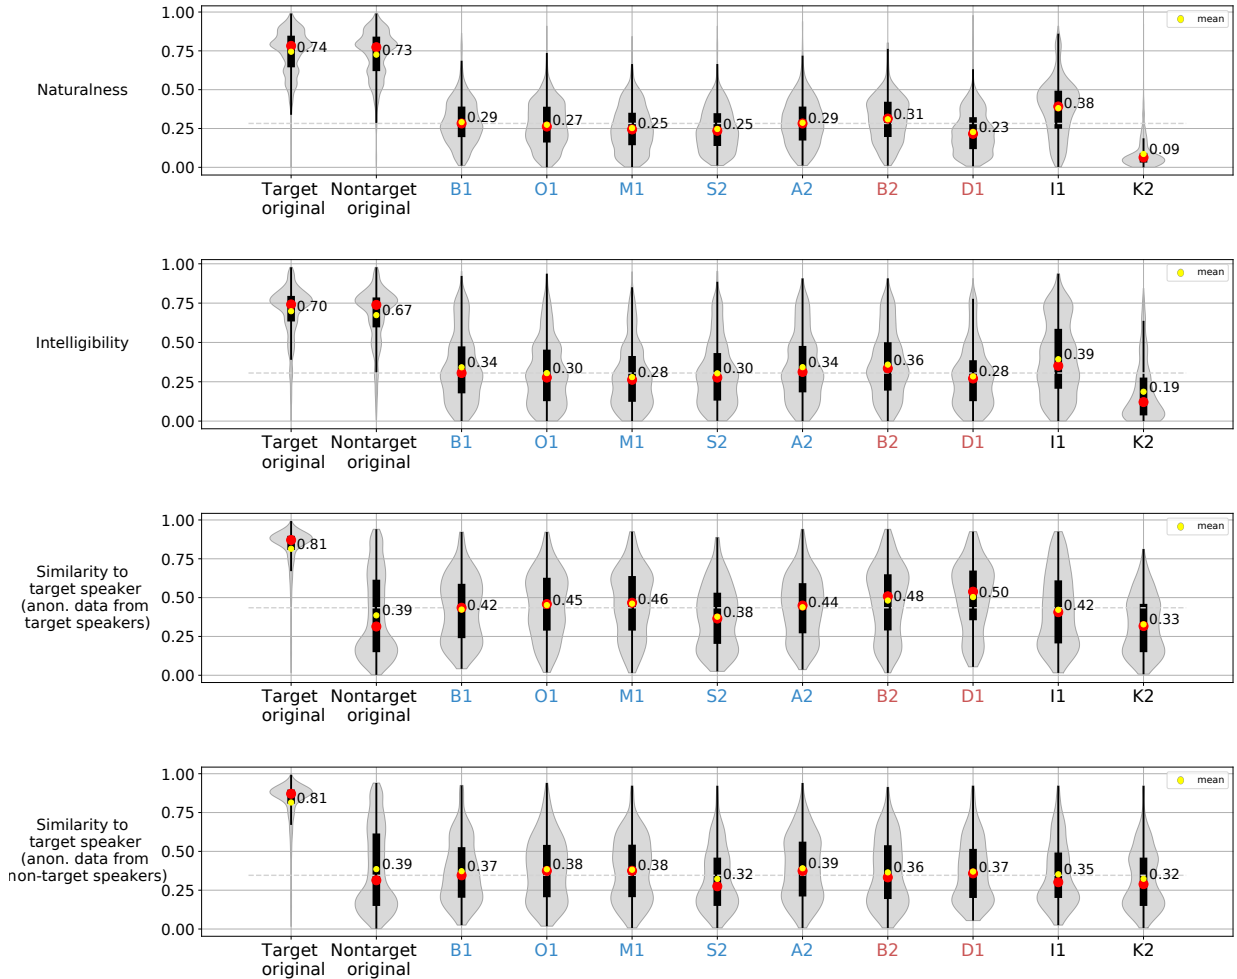 1.00
mean
0.75
0.50
0.25
0.00
Naturalness
0.74
0.73
0.29
0.27
0.25
0.25
0.29
0.31
0.23
0.38
0.09
Target original
Nontarget original
B1
O1
M1
S2
A2
B2
D1
I1
K2
1.00
mean
0.75
0.50
0.25
0.00
Intelligibility
0.70
0.67
0.34
0.30
0.28
0.30
0.34
0.36
0.28
0.39
0.19
Target original
Nontarget original
B1
O1
M1
S2
A2
B2
D1
I1
K2
1.00
mean
0.75
0.50
0.25
0.00
Similarity to
target speaker
(anon. data from
target speakers)
0.81
0.39
0.42
0.45
0.46
0.38
0.44
0.48
0.50
0.42
0.33
Target original
Nontarget original
B1
O1
M1
S2
A2
B2
D1
I1
K2
1.00
mean
0.75
0.50
0.25
0.00
Similarity to
target speaker
(anon. data from
non-target speakers)
0.81
0.39
0.37
0.38
0.38
0.32
0.39
0.36
0.37
0.35
0.32
Target original
Nontarget original
B1
O1
M1
S2
A2
B2
D1
I1
K2